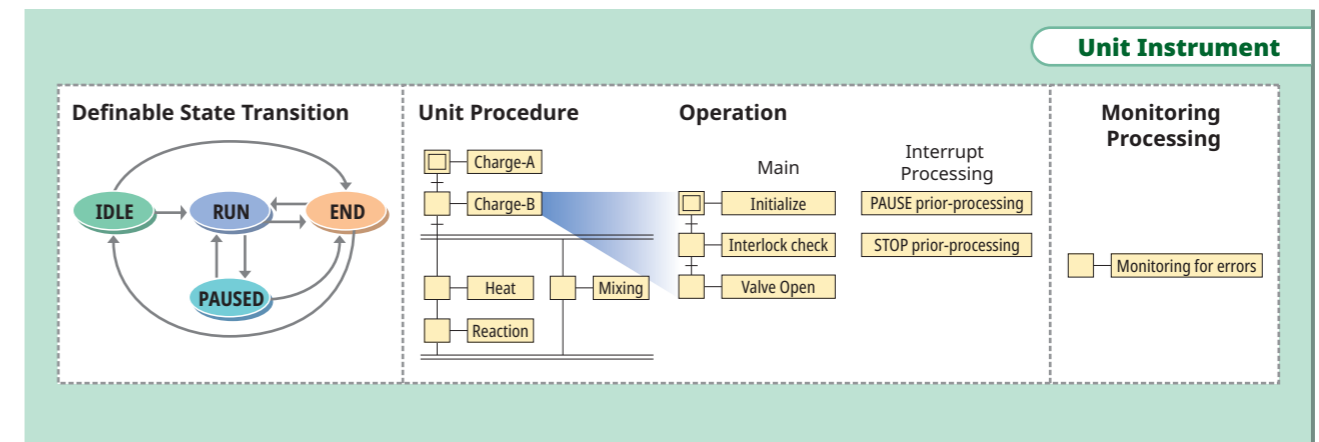 Unit Instrument
Definable State Transition
IDLE
RUN
END
PAUSED
Unit Procedure
Charge-A
Charge-B
Heat
Mixing
Reaction
Operation
Main
Initialize
Interlock check
Valve Open
Interrupt
Processing
PAUSE prior-processing
STOP prior-processing
Monitoring
Processing
Monitoring for errors